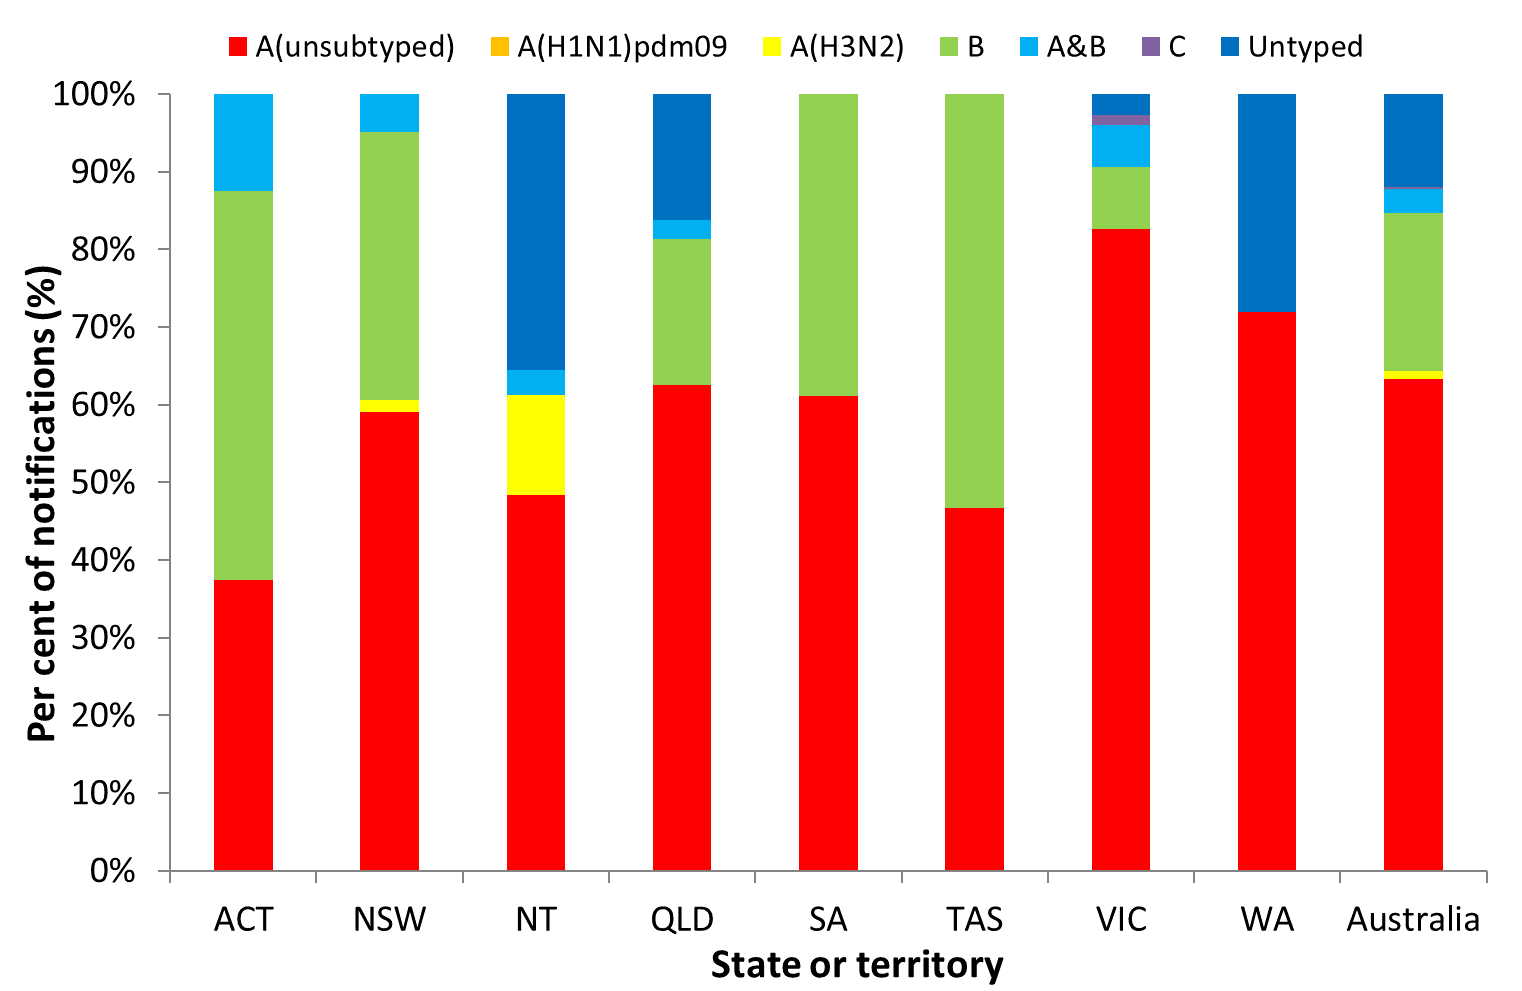 A(unsubtyped) A(H1N1)pdm09 A(H3N2) B A&B C Untyped
100%
90%
80%
70%
60%
50%
40%
30%
20%
10%
0%
Per cent of notifications (%)
ACT NSW NT QLD SA TAS VIC WA Australia
State or territory